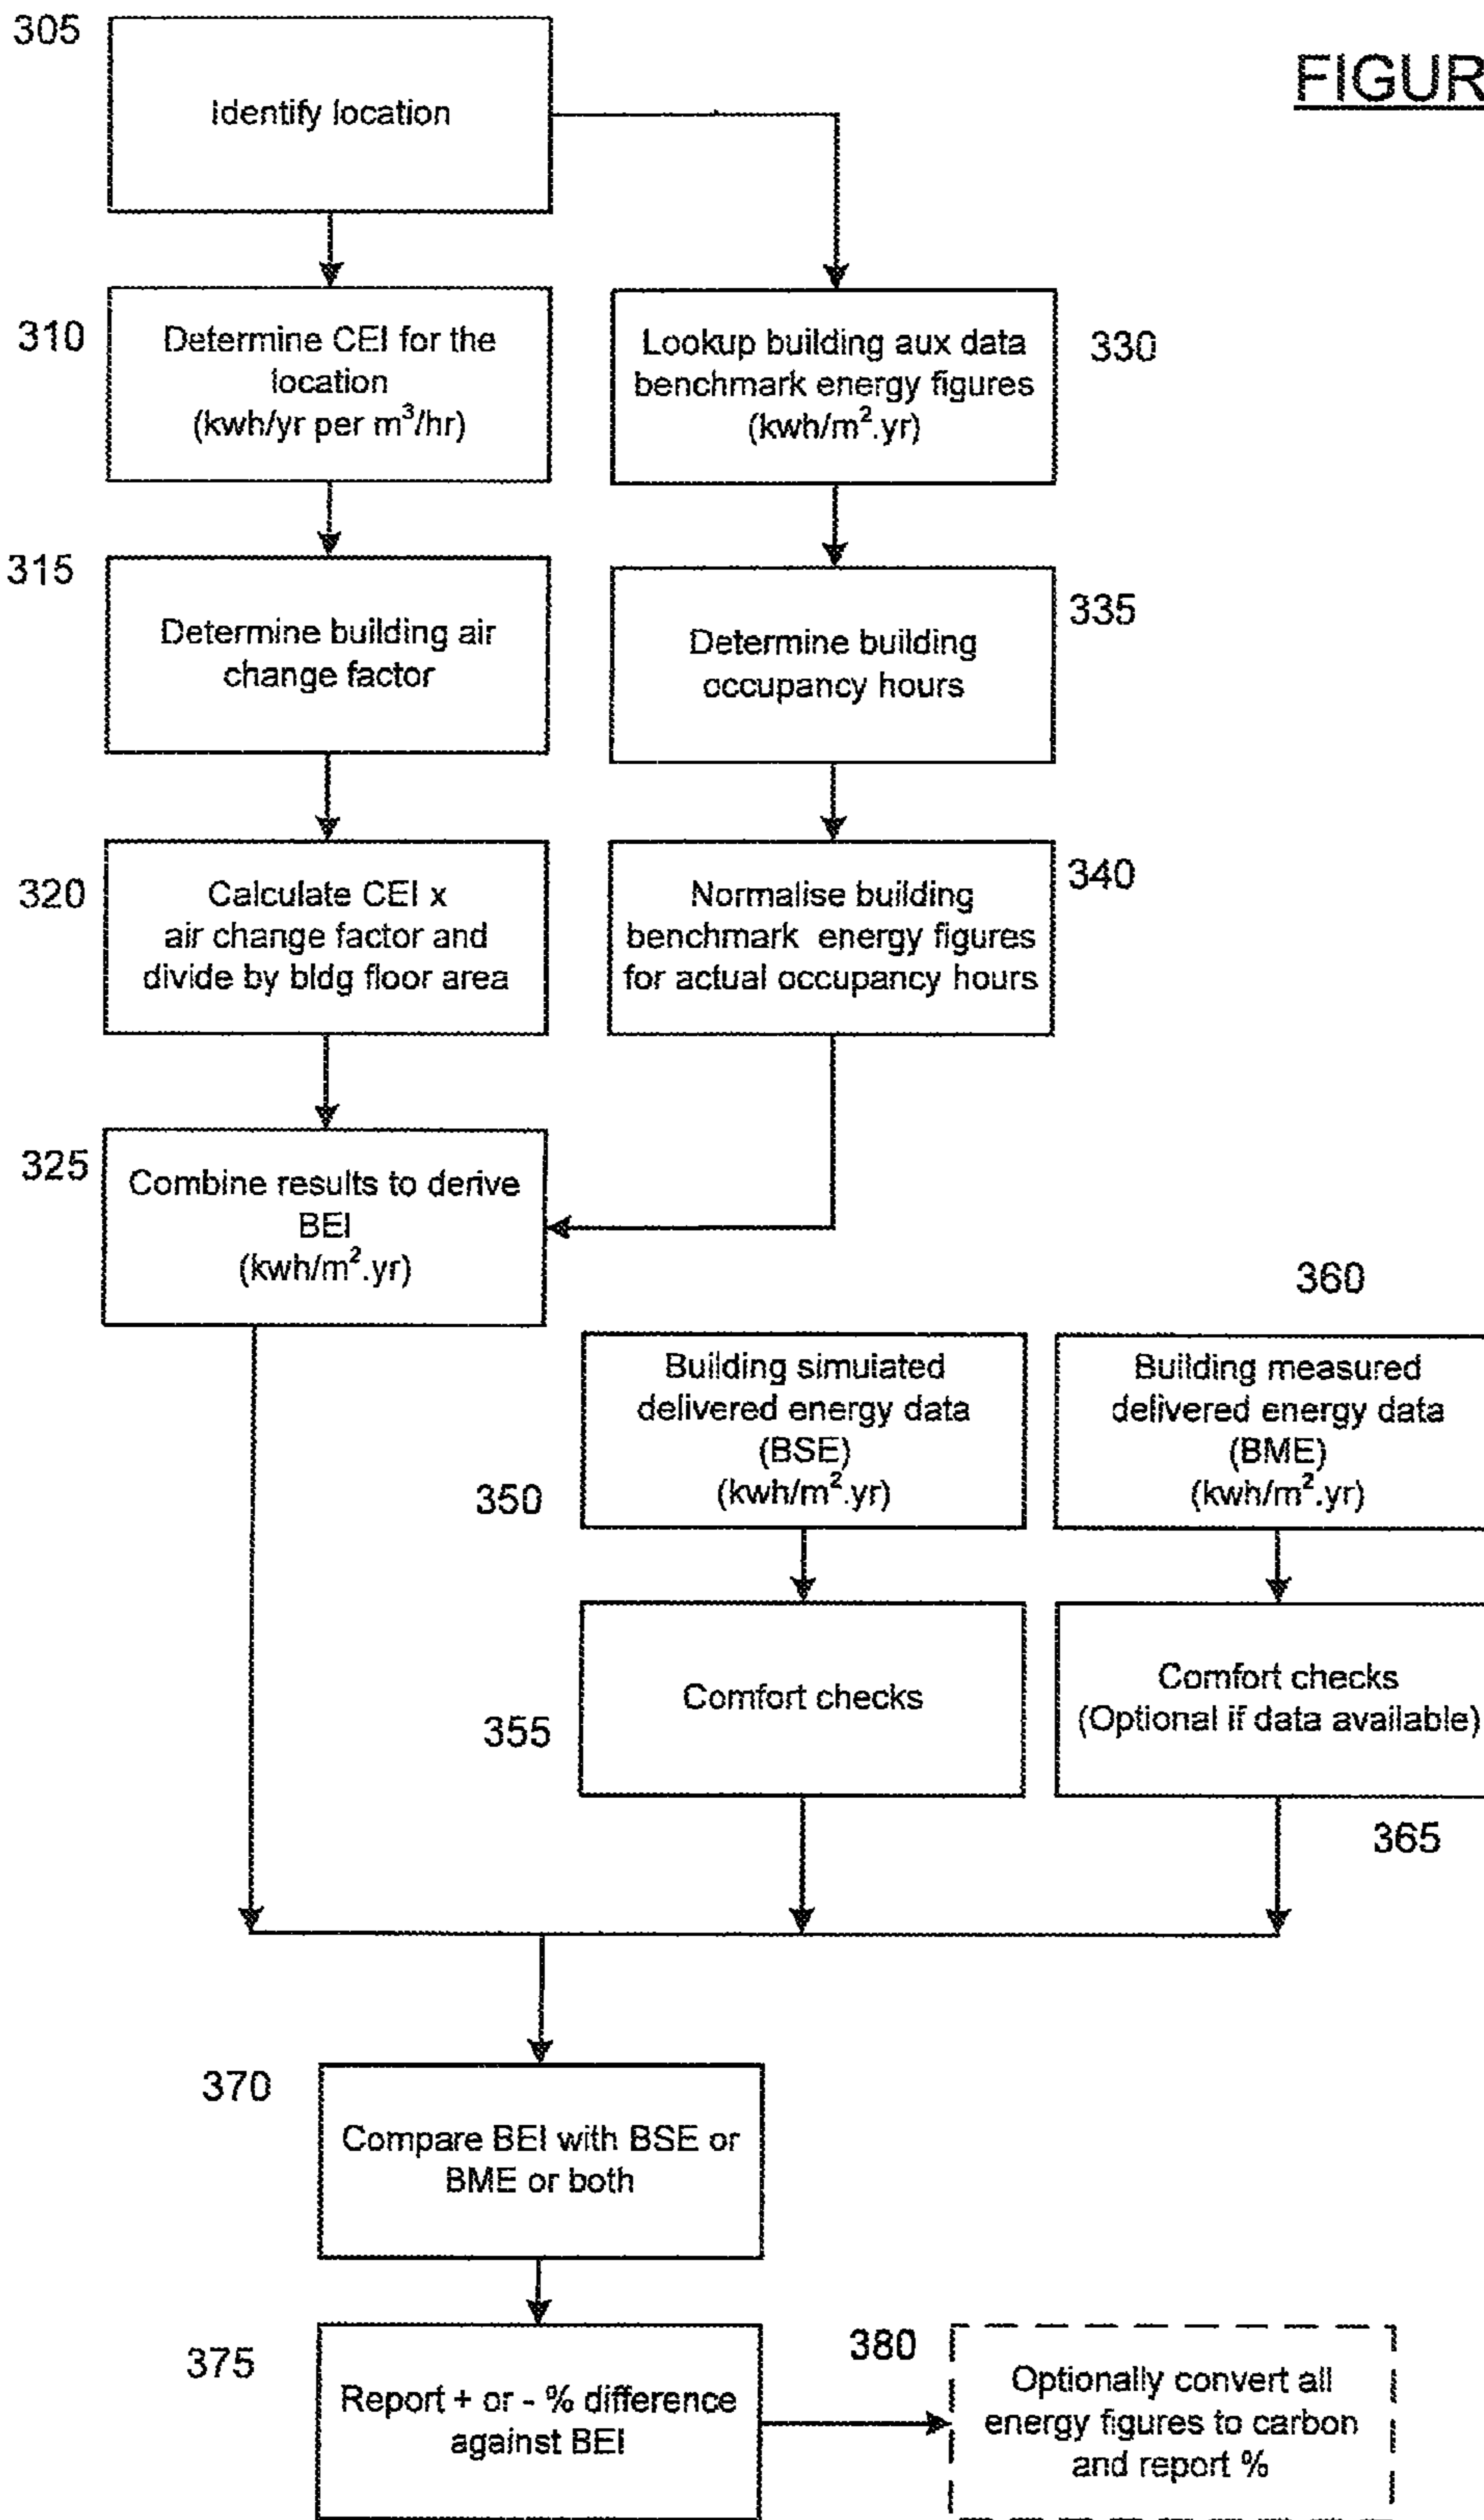 305
FIGUR
Identify location
310
Determine CEI for the
location
(kwh/yr per m³/hr)
Lookup building aux data
benchmark energy figures
(kwh/m².yr)
330
315
Determine building air
change factor
Determine building
occupancy hours
335
320
Calculate CEI x
air change factor and
divide by bldg floor area
Normalise building
benchmark energy figures
for actual occupancy hours
340
325
Combine results to derive
BEI
(kwh/m².yr)
360
350
Building simulated
delivered energy data
(BSE)
(kwh/m².yr)
Building measured
delivered energy data
(BME)
(kwh/m².yr)
355
Comfort checks
Comfort checks
(Optional if data available)
365
370
Compare BEI with BSE or
BME or both
375
Report + or - % difference
against BEI
380
Optionally convert all
energy figures to carbon
and report %